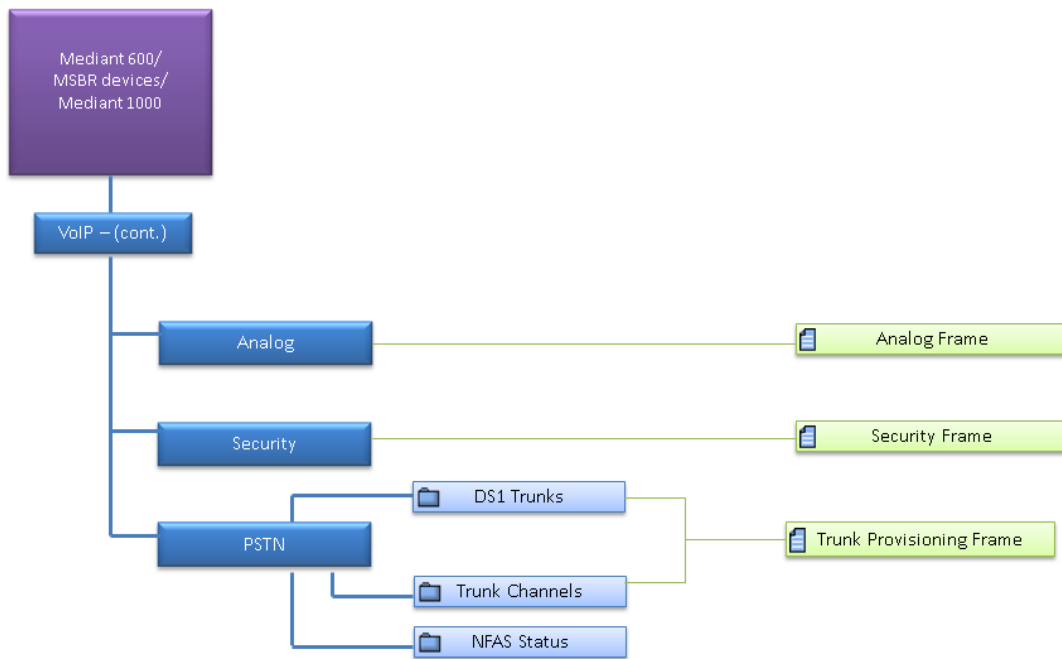 Mediant 600/
MSBR devices/
Mediant 1000
VoIP – (cont.)
Analog
Analog Frame
Security
Security Frame
DS1 Trunks
PSTN
Trunk Provisioning Frame
Trunk Channels
NFAS Status